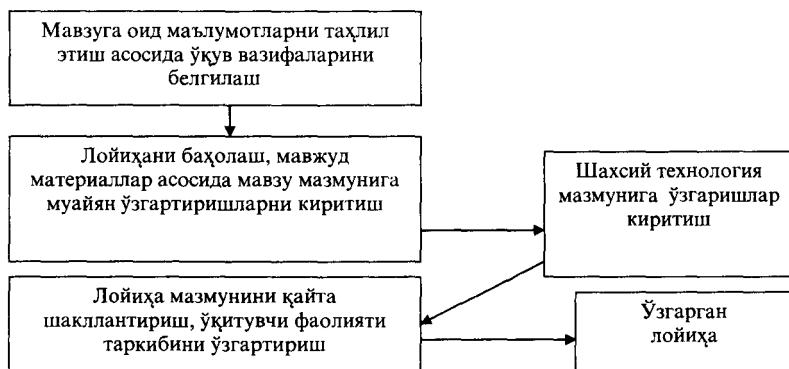 Мавзуга оид маълумотларни таҳлил
этиш асосида ўқув вазифаларини
белгилаш
Лойиҳани баҳолаш, мавжуд
материаллар асосида мавзу мазмунига
муайян ўзгартиришларни киритиш
Шахсий технология
мазмунига ўзгаришлар
киритиш
Лойиҳа мазмунини қайта
шакллантириш, ўқитувчи фаолияти
таркибини ўзгартириш
Ўзгарган
лойиҳа